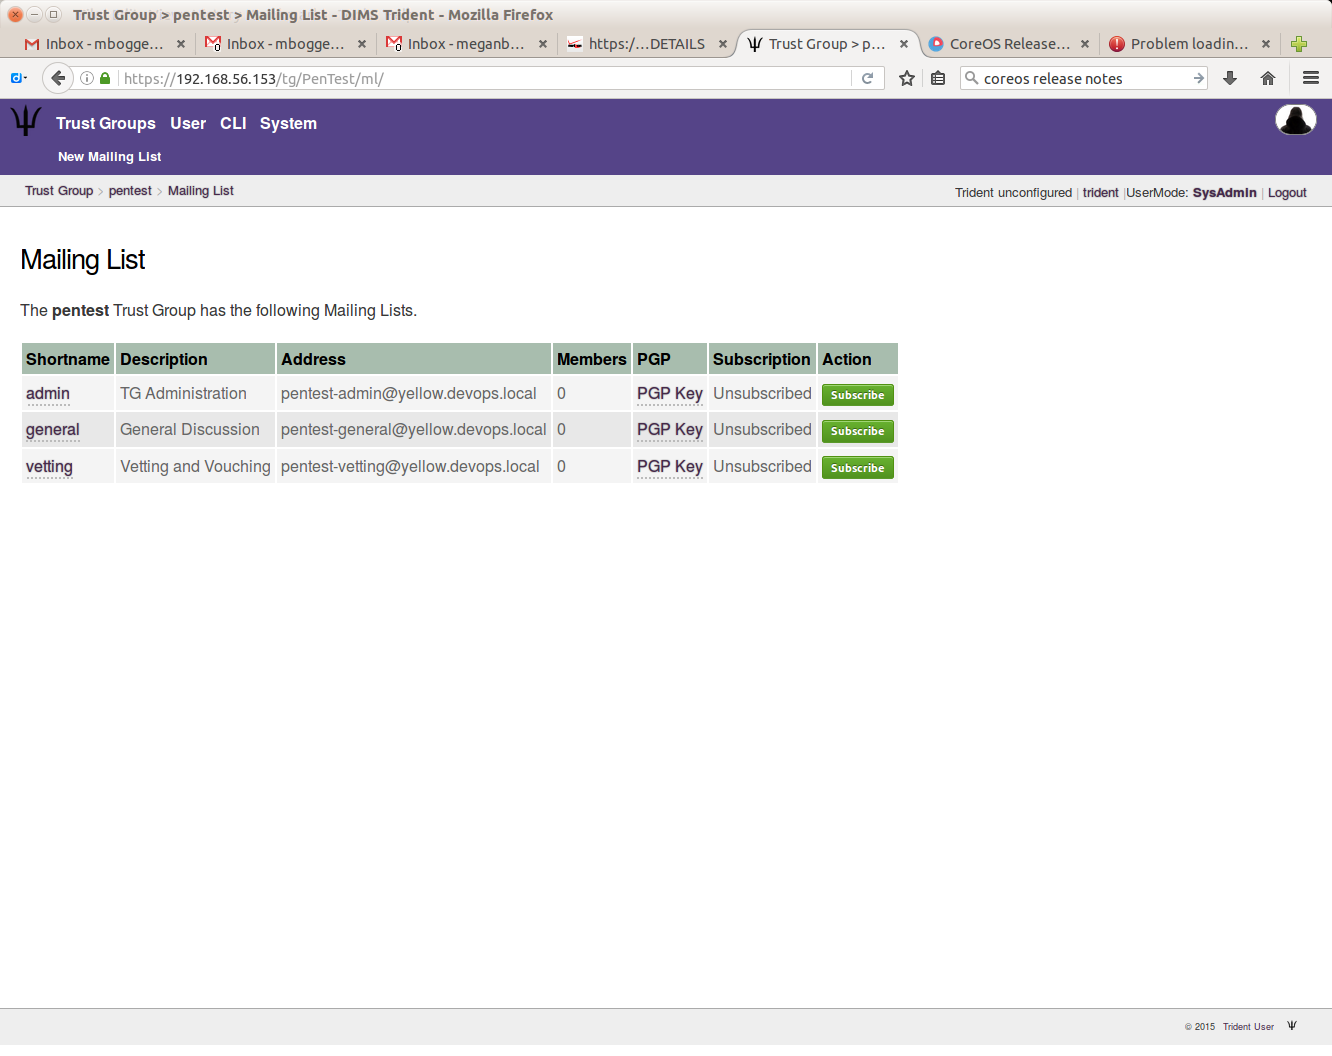 Trust Group > pentest > Mailing List - DIMS Trident - Mozilla Firefox
Inbox - mbogge... Inbox - mbogge... Inbox - meganb... https:/...DETAILS Trust Group > p... CoreOS Release... Problem loadin...
https://192.168.56.153/tg/PenTest/ml/ coreos release notes
Trust Groups User CLI System
New Mailing List
Trust Group > pentest > Mailing List
Trident unconfigured | trident |UserMode: SysAdmin | Logout
Mailing List
The pentest Trust Group has the following Mailing Lists.
Shortname Description Address Members PGP Subscription Action
admin TG Administration pentest-admin@yellow.devops.local 0 PGP Key Unsubscribed Subscribe
general General Discussion pentest-general@yellow.devops.local 0 PGP Key Unsubscribed Subscribe
vetting Vetting and Vouching pentest-vetting@yellow.devops.local 0 PGP Key Unsubscribed Subscribe
© 2015 Trident User